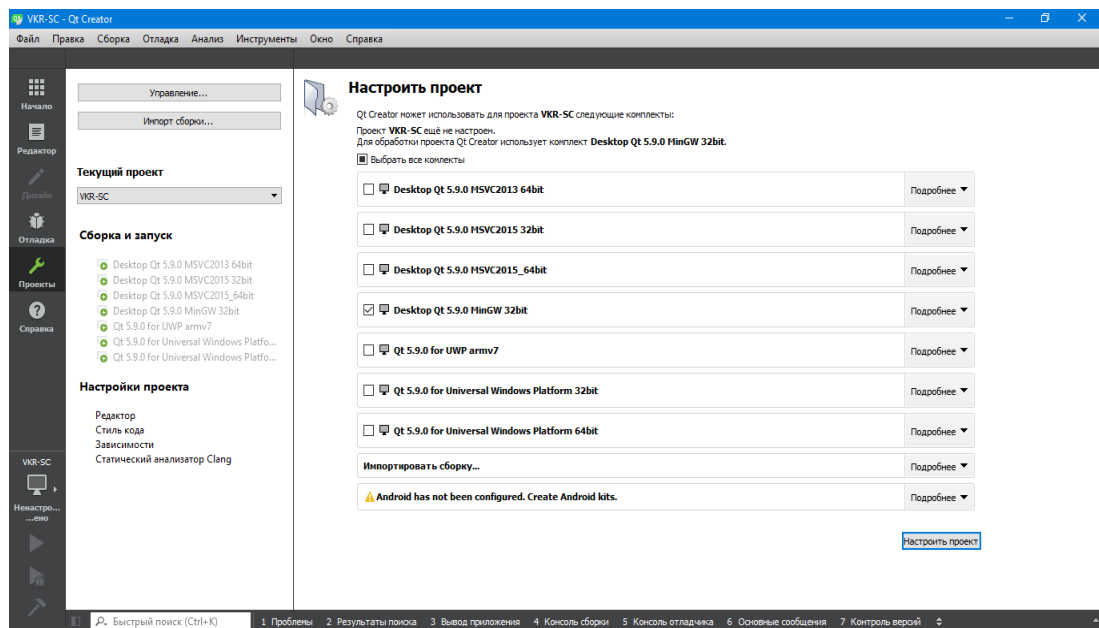 VKR-SC - Qt Creator
Файл Правка Сборка Отладка Анализ Инструменты Окно Справка
Начало
Редактор
Дизайн
Отладка
Проекты
Справка
VKR-SC
Ненастро...
...ено
Управление...
Импорт сборки...
Текущий проект
VKR-SC
Сборка и запуск
Desktop Qt 5.9.0 MSVC2013 64bit
Desktop Qt 5.9.0 MSVC2015 32bit
Desktop Qt 5.9.0 MSVC2015_64bit
Desktop Qt 5.9.0 MinGW 32bit
Qt 5.9.0 for UWP armv7
Qt 5.9.0 for Universal Windows Platfo...
Qt 5.9.0 for Universal Windows Platfo...
Настройки проекта
Редактор
Стиль кода
Зависимости
Статический анализатор Clang
Настроить проект
Qt Creator может использовать для проекта VKR-SC следующие комплекты:
Проект VKR-SC ещё не настроен.
Для обработки проекта Qt Creator использует комплект Desktop Qt 5.9.0 MinGW 32bit.
Выбрать все комлекты
Desktop Qt 5.9.0 MSVC2013 64bit Подробнее
Desktop Qt 5.9.0 MSVC2015 32bit Подробнее
Desktop Qt 5.9.0 MSVC2015_64bit Подробнее
Desktop Qt 5.9.0 MinGW 32bit Подробнее
Qt 5.9.0 for UWP armv7 Подробнее
Qt 5.9.0 for Universal Windows Platform 32bit Подробнее
Qt 5.9.0 for Universal Windows Platform 64bit Подробнее
Импортировать сборку... Подробнее
Android has not been configured. Create Android kits. Подробнее
Настроить проект
Быстрый поиск (Ctrl+K) 1 Проблемы 2 Результаты поиска 3 Вывод приложения 4 Консоль сборки 5 Консоль отладчика 6 Основные сообщения 7 Контроль версий